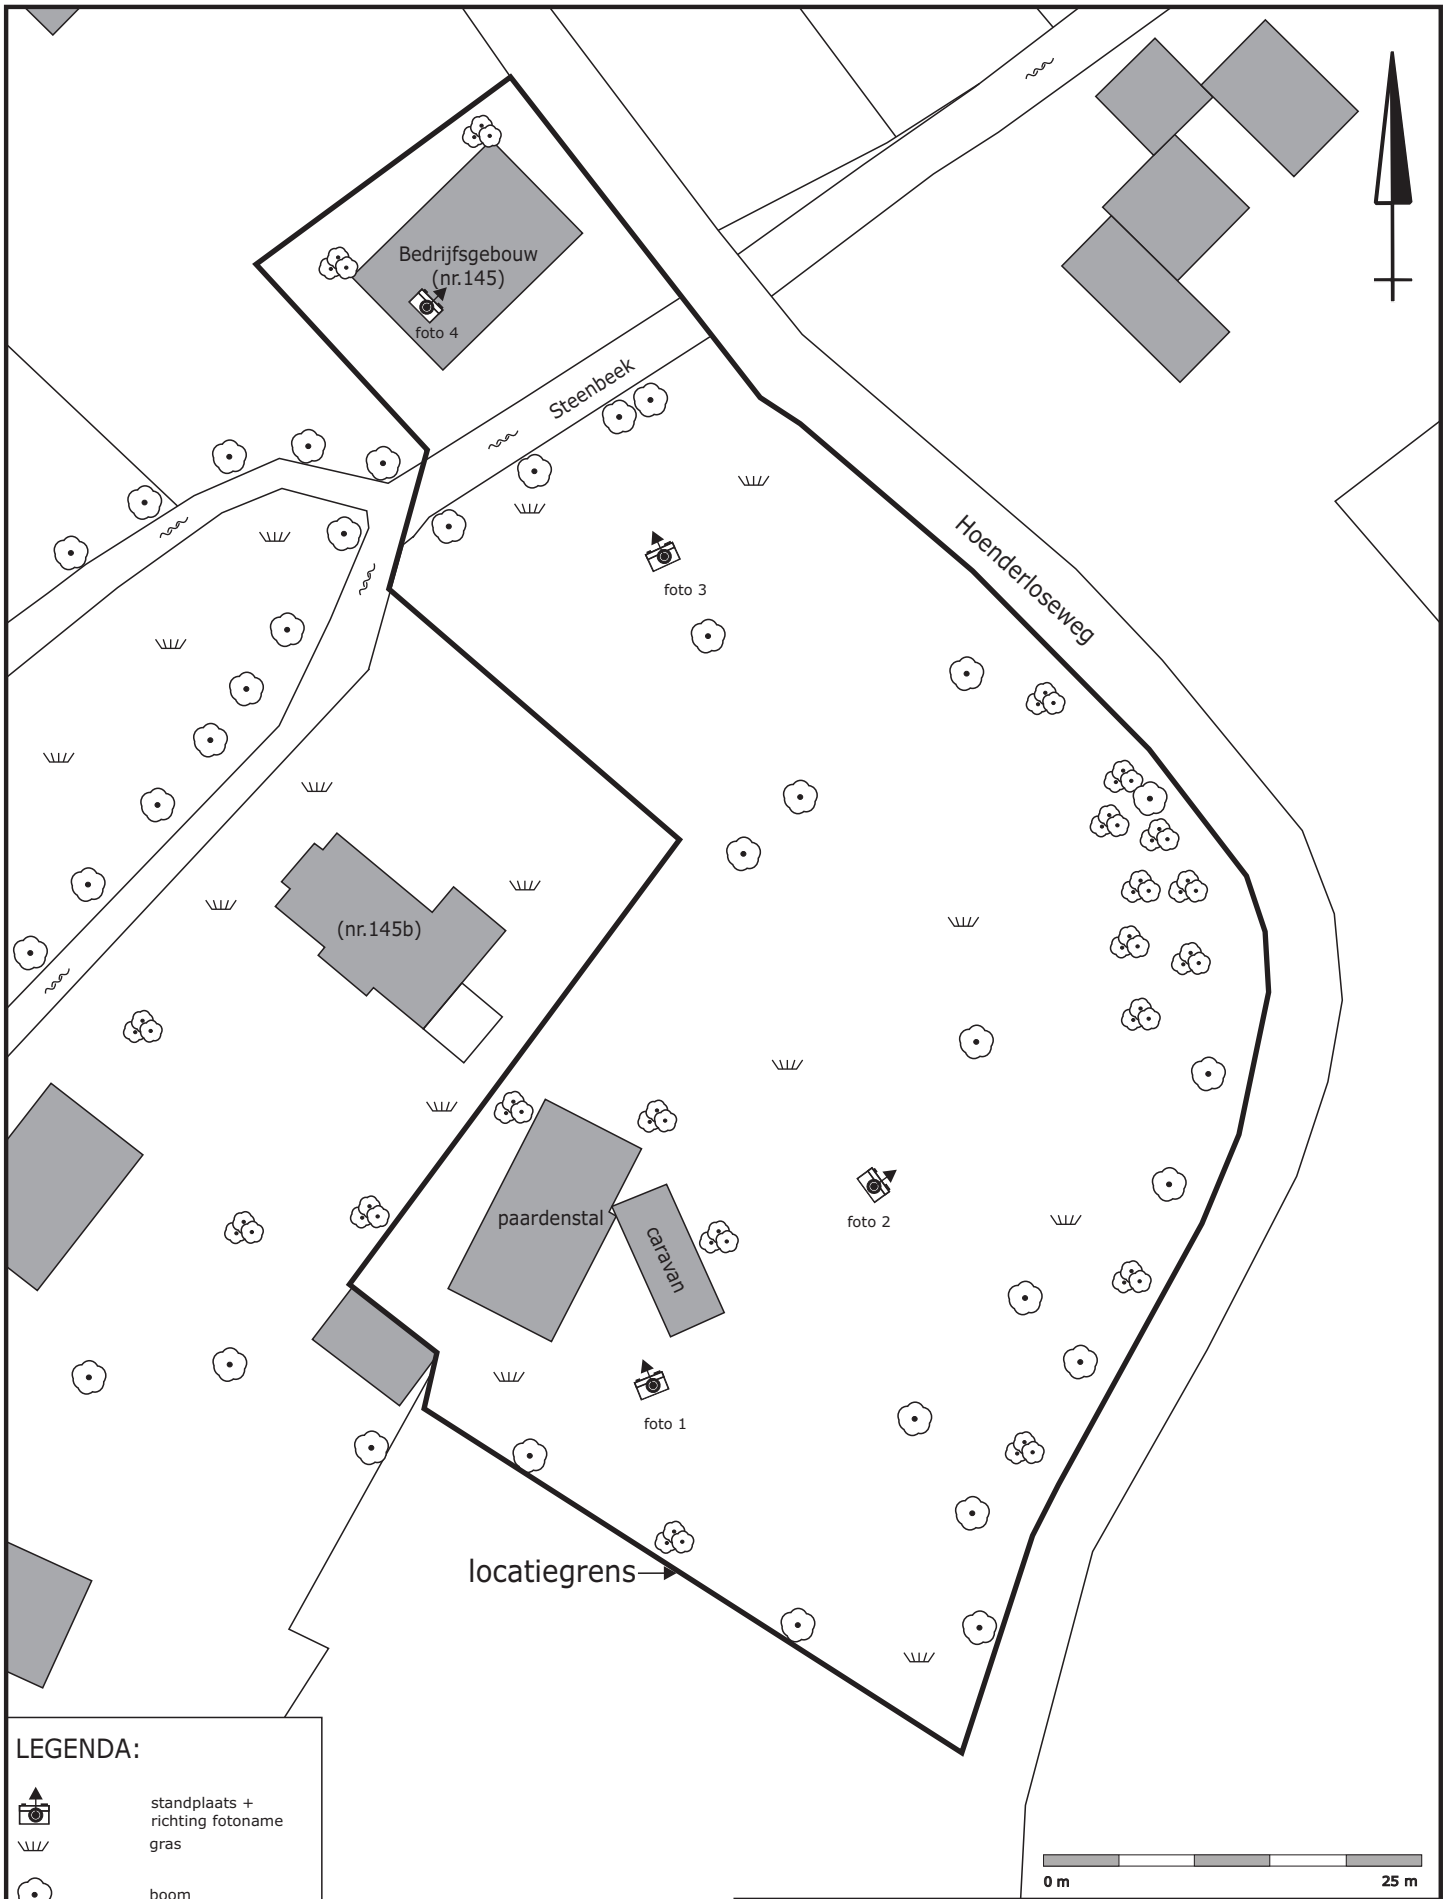 Bedrijfsgebouw
(nr.145)
foto 4
Steenbeek
foto 3
Hoenderloseweg
(nr.145b)
paardenstal
caravan
foto 2
foto 1
locatiegrens
LEGENDA:
standplaats +
richting fotoname
gras
boom
0 m 25 m